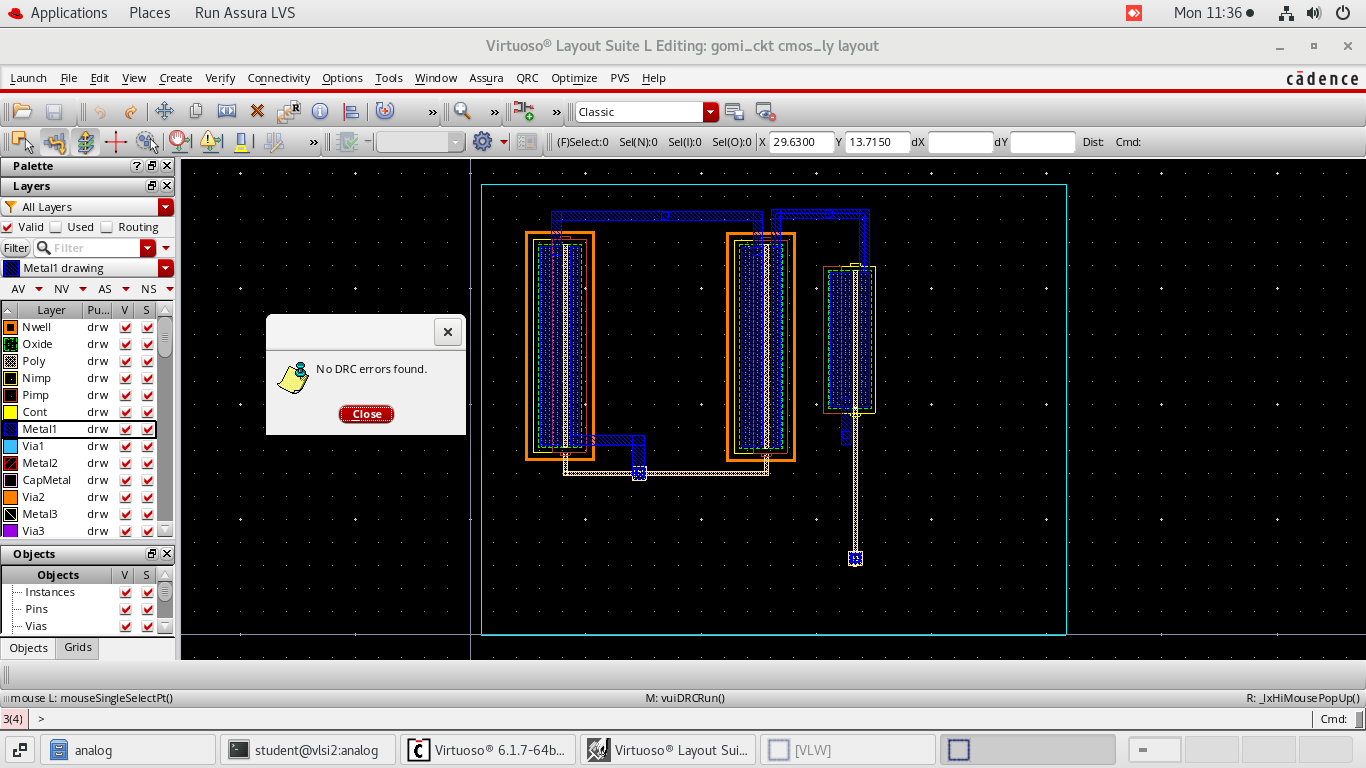 Applications Places Run Assura LVS Mon 11:36
Virtuoso® Layout Suite L Editing: gomi_ckt cmos_ly layout
Launch File Edit View Create Verify Connectivity Options Tools Window Assura QRC Optimize PVS Help cādence
» » » Classic
» (F)Select:0 Sel(N):0 Sel(I):0 Sel(O):0 X 29.6300 Y 13.7150 dX dY Dist: Cmd:
Palette ?
Layers
All Layers
Valid Used Routing
Filter Filter
Metal1 drawing
AV NV AS NS
Layer Pu... V S
Nwell drw
Oxide drw
Poly drw
Nimp drw
Pimp drw
Cont drw
Metal1 drw
Via1 drw
Metal2 drw
CapMetal drw
Via2 drw
Metal3 drw
Via3 drw
No DRC errors found.
Close
Objects
Objects V S
Instances
Pins
Vias
Objects Grids
mouse L: mouseSingleSelectPt() M: vuiDRCRun() R: _lxHiMousePopUp()
3(4) > Cmd:
analog student@vlsi2:analog Virtuoso® 6.1.7-64b... Virtuoso® Layout Sui... [VLW]